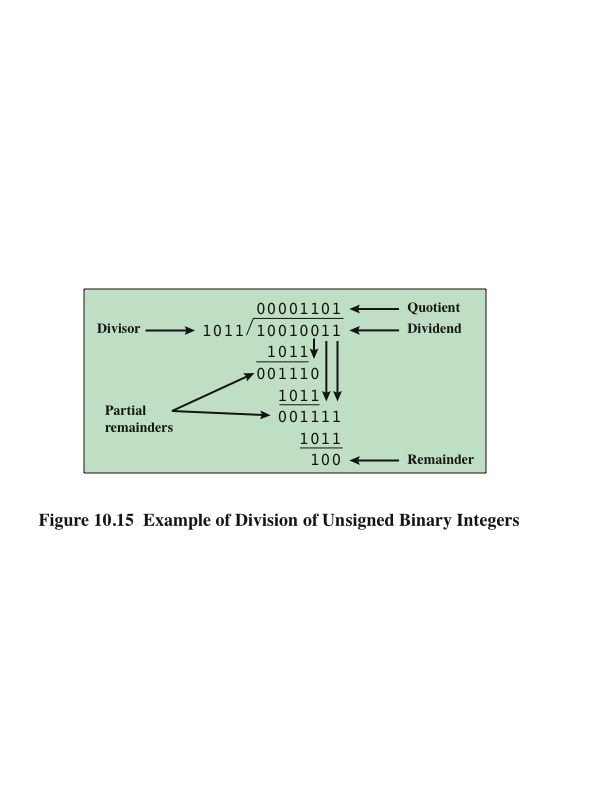 00001101 Quotient
Divisor 1011 / 10010011 Dividend
1011
001110
1011
Partial
remainders
001111
1011
100 Remainder
Figure 10.15 Example of Division of Unsigned Binary Integers